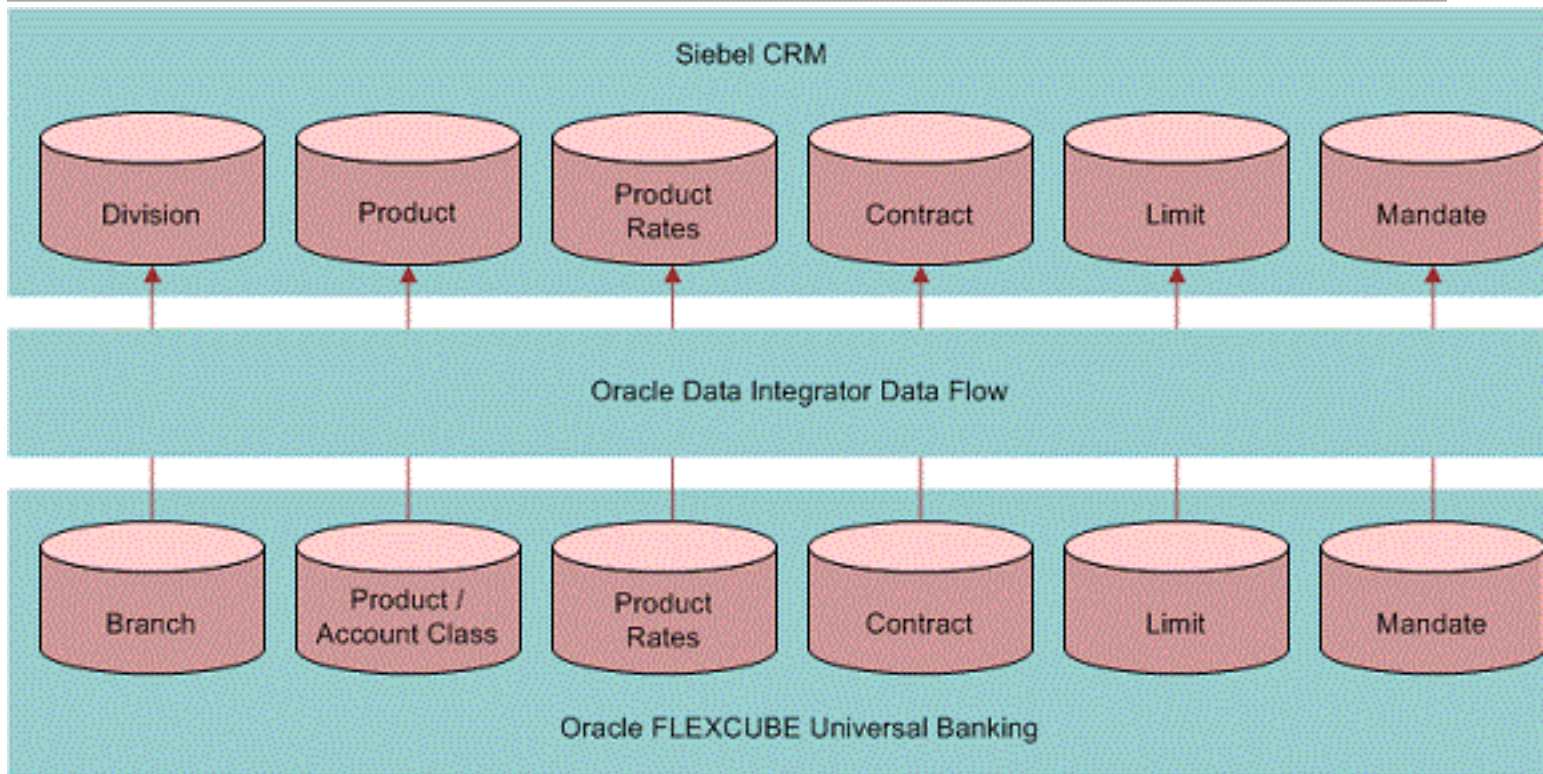 Siebel CRM
Division
Product
Product
Rates
Contract
Limit
Mandate
Oracle Data Integrator Data Flow
Branch
Product /
Account Class
Product
Rates
Contract
Limit
Mandate
Oracle FLEXCUBE Universal Banking